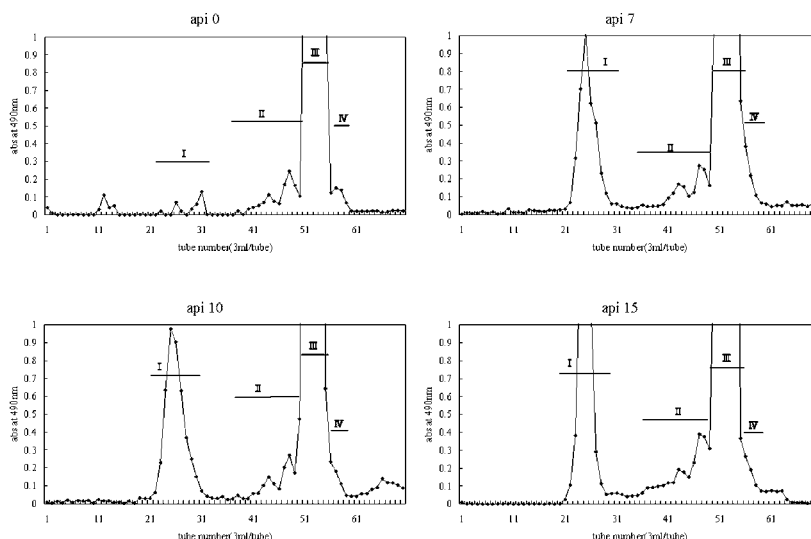 api 0
abs at 490nm
1
0.9
0.8
0.7
0.6
0.5
0.4
0.3
0.2
0.1
0
I
II
III
IV
1 11 21 31 41 51 61
tube number(3ml/tube)
api 7
abs at 490nm
1
0.9
0.8
0.7
0.6
0.5
0.4
0.3
0.2
0.1
0
I
II
III
IV
1 11 21 31 41 51 61
tube number(3ml/tube)
api 10
abs at 490nm
1
0.9
0.8
0.7
0.6
0.5
0.4
0.3
0.2
0.1
0
I
II
III
IV
1 11 21 31 41 51 61
tube number(3ml/tube)
api 15
abs at 490nm
1
0.9
0.8
0.7
0.6
0.5
0.4
0.3
0.2
0.1
0
I
II
III
IV
1 11 21 31 41 51 61
tube number(3ml/tube)